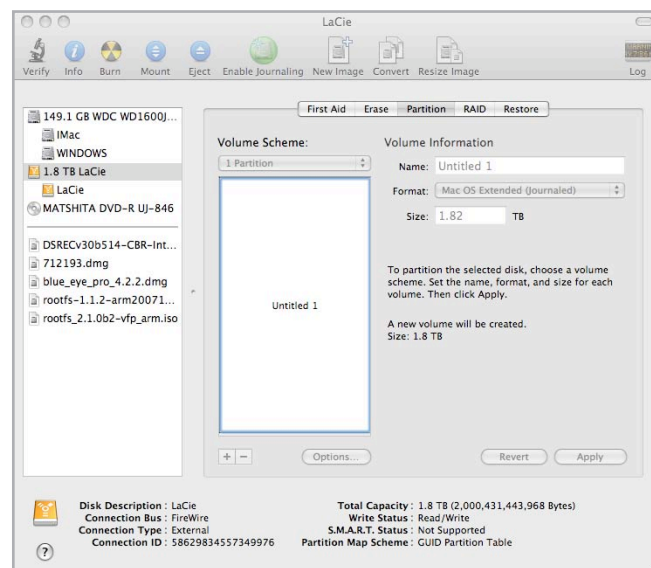 LaCie
Verify Info Burn Mount Eject Enable Journaling New Image Convert Resize Image Log
149.1 GB WDC WD1600J...
IMac
WINDOWS
1.8 TB LaCie
LaCie
MATSHITA DVD-R UJ-846
DSRECv30b514-CBR-Int...
712193.dmg
blue_eye_pro_4.2.2.dmg
rootfs-1.1.2-arm20071...
rootfs_2.1.0b2-vfp_arm.iso
First Aid Erase Partition RAID Restore
Volume Scheme:
1 Partition
Untitled 1
+ -
Options...
Volume Information
Name: Untitled 1
Format: Mac OS Extended (Journaled)
Size: 1.82 TB
To partition the selected disk, choose a volume
scheme. Set the name, format, and size for each
volume. Then click Apply.
A new volume will be created.
Size: 1.8 TB
Revert Apply
Disk Description : LaCie
Connection Bus : FireWire
Connection Type : External
Connection ID : 58629834557349976
Total Capacity : 1.8 TB (2,000,431,443,968 Bytes)
Write Status : Read/Write
S.M.A.R.T. Status : Not Supported
Partition Map Scheme : GUID Partition Table
?